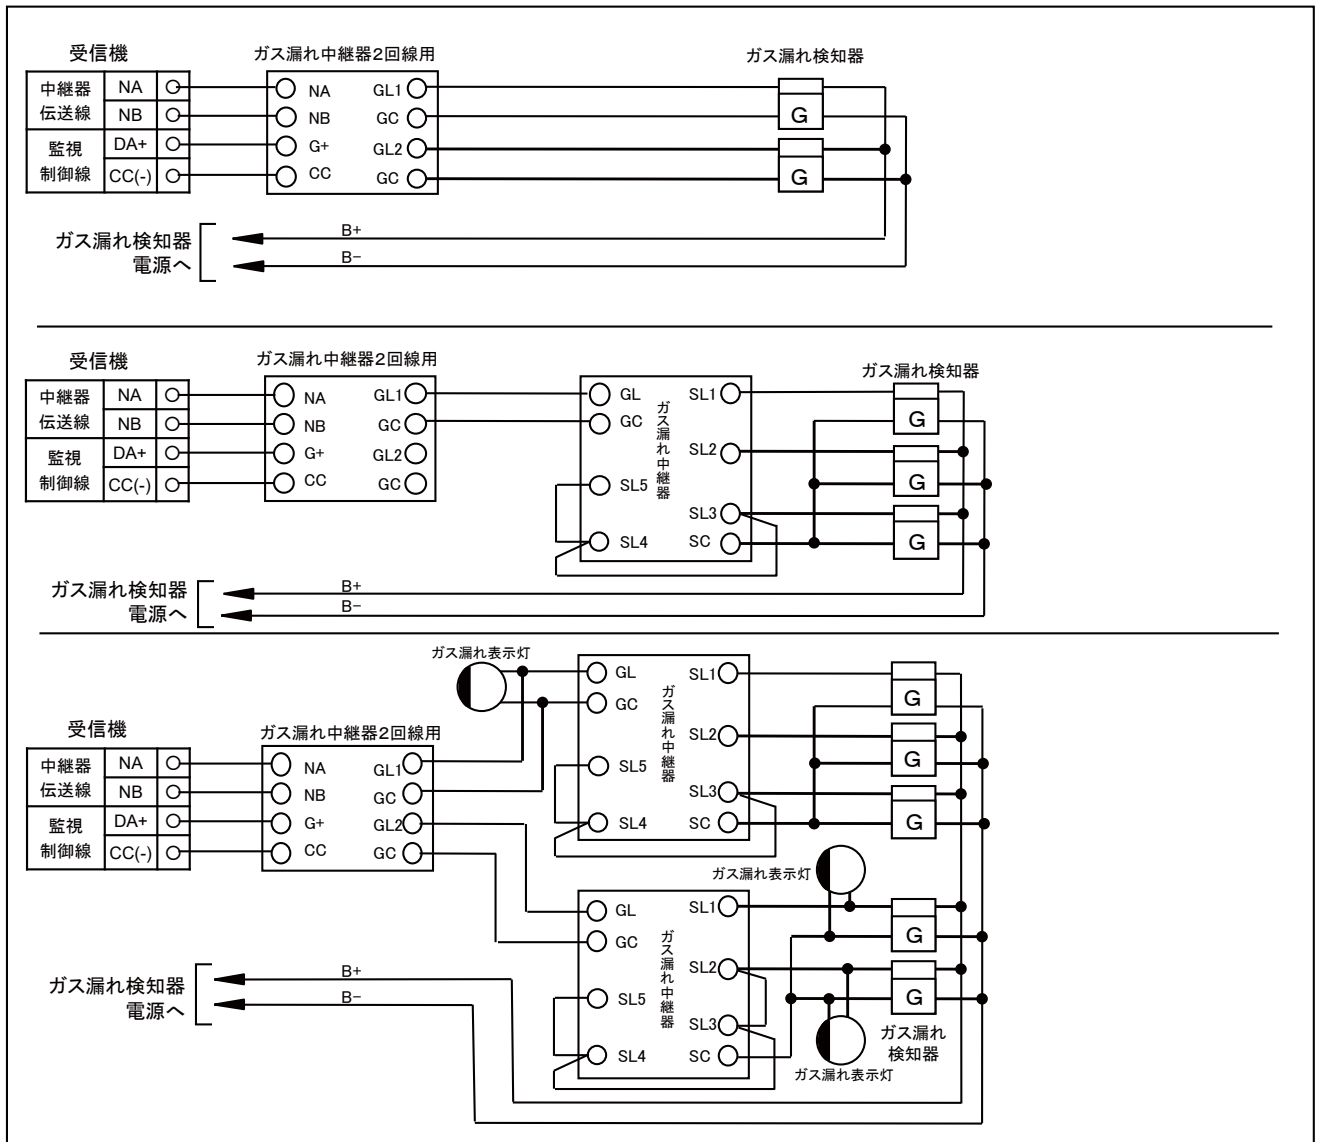 受信機
ガス漏れ中継器2回線用
ガス漏れ検知器
中継器
伝送線
NA
NB
監視
制御線
DA+
CC(-)
NA
NB
G+
CC
GL1
GC
GL2
GC
G
G
ガス漏れ検知器
電源へ
B+
B-
受信機
ガス漏れ中継器2回線用
ガス漏れ検知器
中継器
伝送線
NA
NB
監視
制御線
DA+
CC(-)
NA
NB
G+
CC
GL1
GC
GL2
GC
GL
GC
SL5
SL4
ガス漏れ中継器
SL1
SL2
SL3
SC
G
G
G
ガス漏れ検知器
電源へ
B+
B-
ガス漏れ表示灯
受信機
ガス漏れ中継器2回線用
中継器
伝送線
NA
NB
監視
制御線
DA+
CC(-)
NA
NB
G+
CC
GL1
GC
GL2
GC
GL
GC
SL5
SL4
ガス漏れ中継器
SL1
SL2
SL3
SC
G
G
G
ガス漏れ表示灯
GL
GC
SL5
SL4
ガス漏れ中継器
SL1
SL2
SL3
SC
G
G
ガス漏れ
検知器
ガス漏れ表示灯
ガス漏れ検知器
電源へ
B+
B-